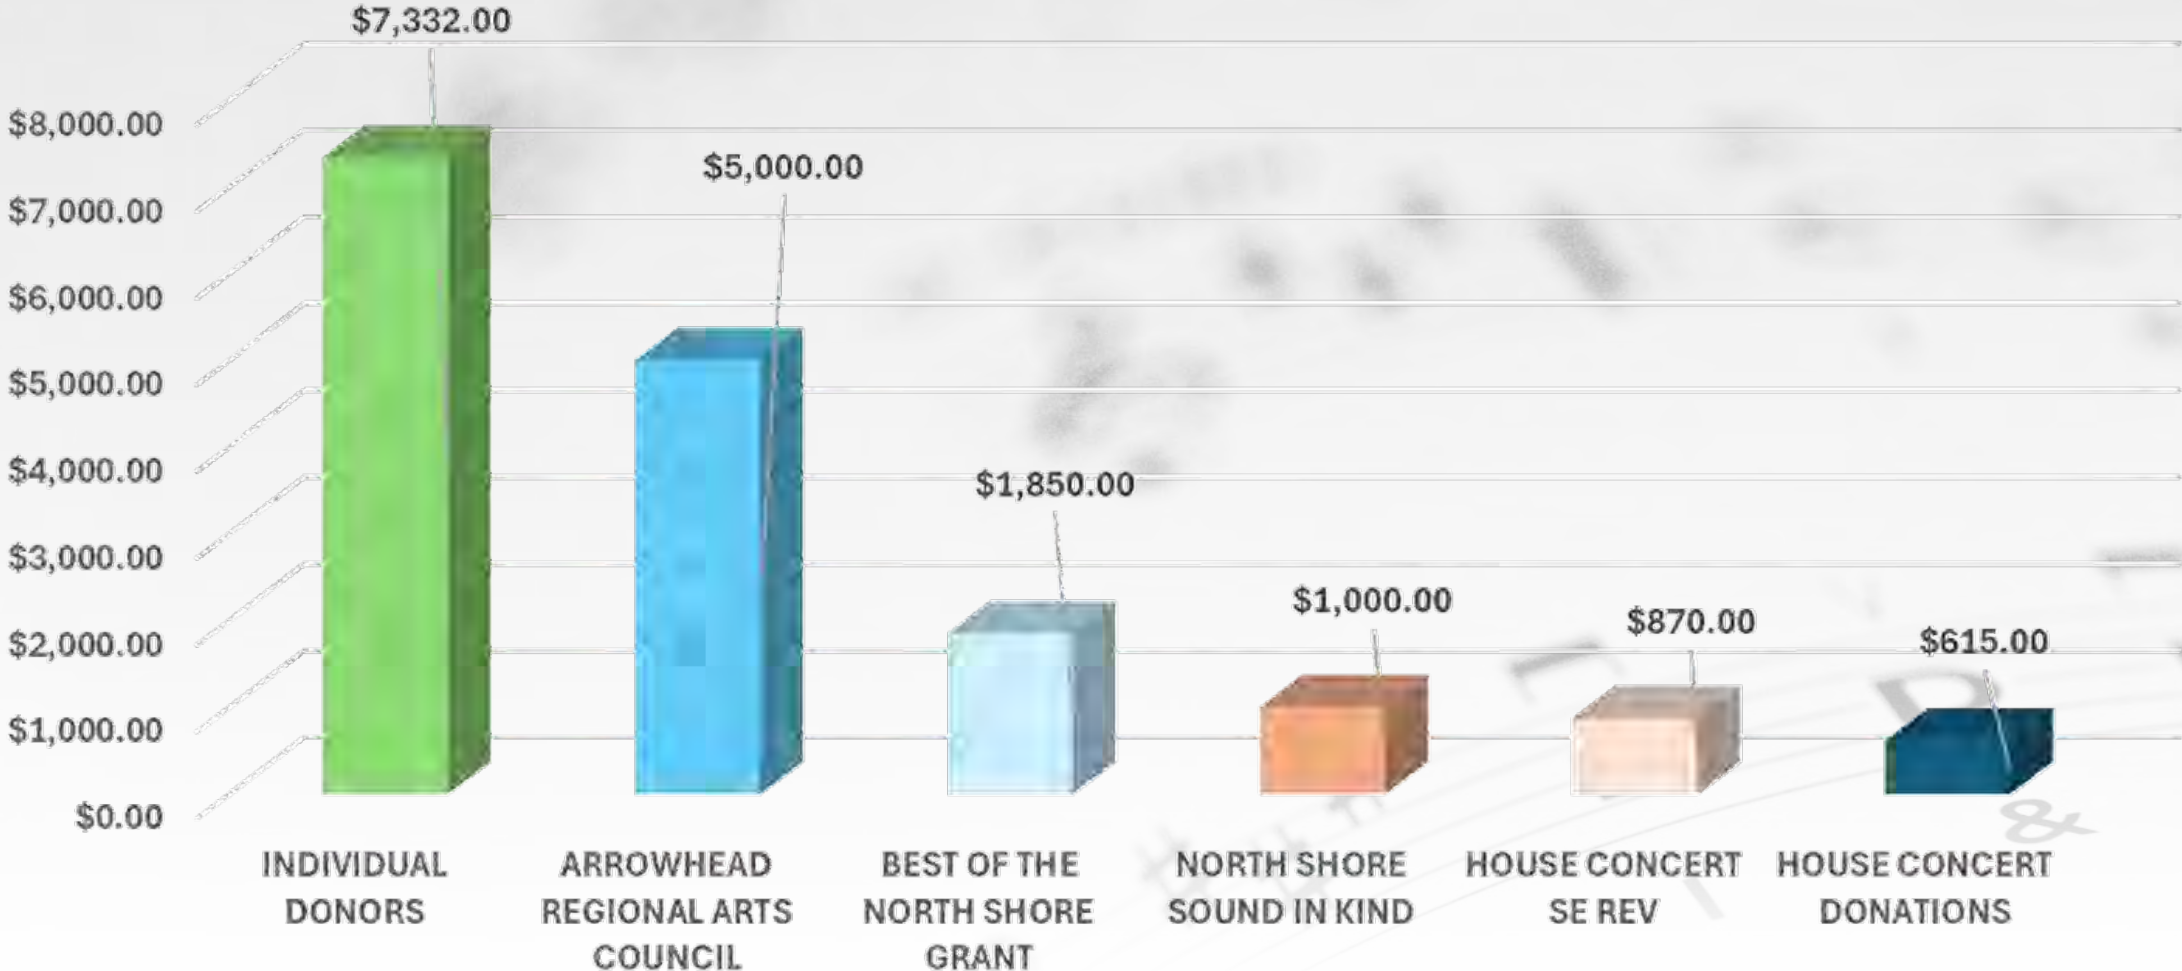 $7,332.00
$8,000.00
$5,000.00
$7,000.00
$6,000.00
$5,000.00
$4,000.00
$1,850.00
$3,000.00
$1,000.00
$870.00
$615.00
$2,000.00
$1,000.00
$0.00
INDIVIDUAL
DONORS
ARROWHEAD
REGIONAL ARTS
COUNCIL
BEST OF THE
NORTH SHORE
GRANT
NORTH SHORE
SOUND IN KIND
HOUSE CONCERT
SE REV
HOUSE CONCERT
DONATIONS
&